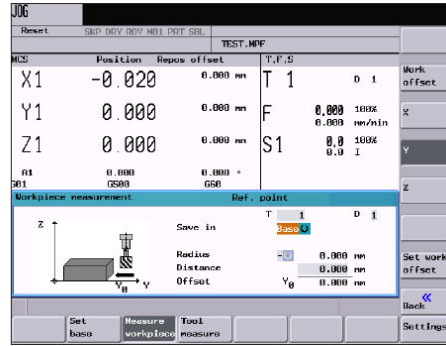 JOG
Reset SKP DRY ROV M01 PRT SBL
TEST.MPF
MCS Position Repos offset T,F,S
X1 -0.020 0.000 mm T 1 D 1
Y1 0.000 0.000 mm F 0.000 100%
0.000 mm/min
Z1 0.000 0.000 mm S1 0.0 100%
0.0 I
A1 0.000 0.000 °
G01 G500 G60
Workpiece measurement Ref. point
T 1 D 1
Save in Base
Radius - 0.000 mm
Distance 0.000 mm
Offset Y0 0.000 mm
Z
Y0 Y
Work
offset
X
Y
Z
Set work
offset
«
Back
Settings
Set
base
Measure
workpiece
Tool
measure